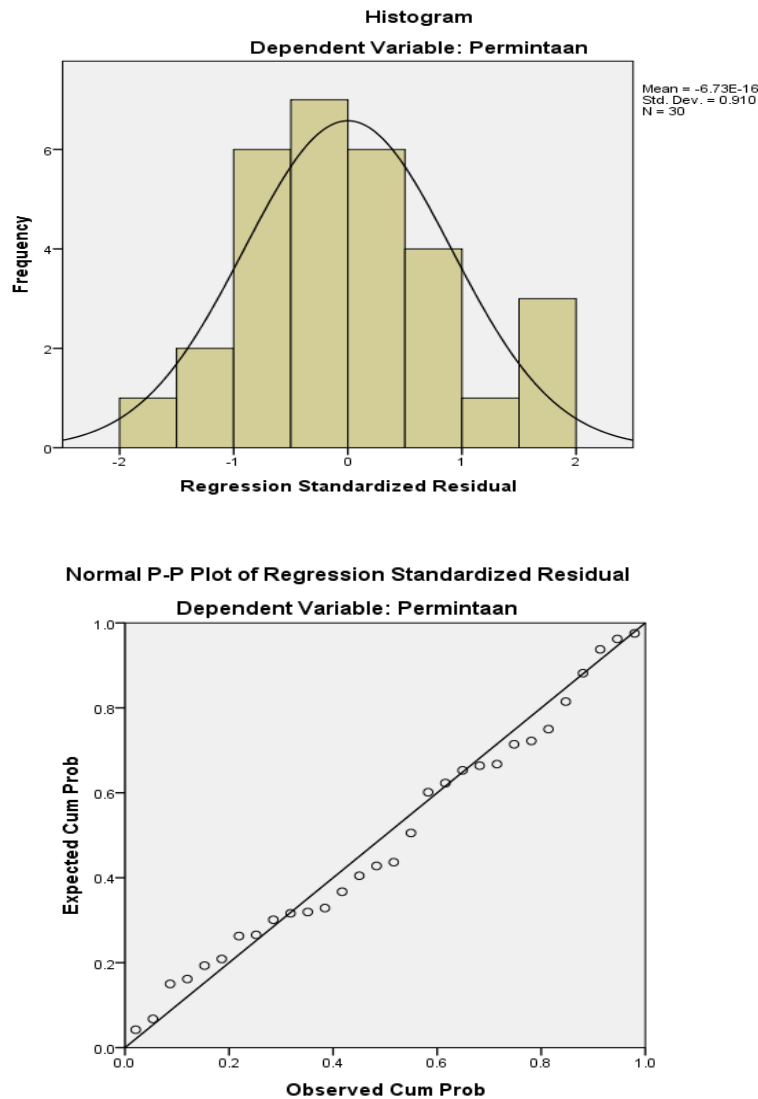 Histogram
Dependent Variable: Permintaan
Mean = -6.73E-16
Std. Dev. = 0.910
N = 30
Frequency
6
4
2
0
-2 -1 0 1 2
Regression Standardized Residual
Normal P-P Plot of Regression Standardized Residual
Dependent Variable: Permintaan
Expected Cum Prob
1.0
0.8
0.6
0.4
0.2
0.0
0.0 0.2 0.4 0.6 0.8 1.0
Observed Cum Prob